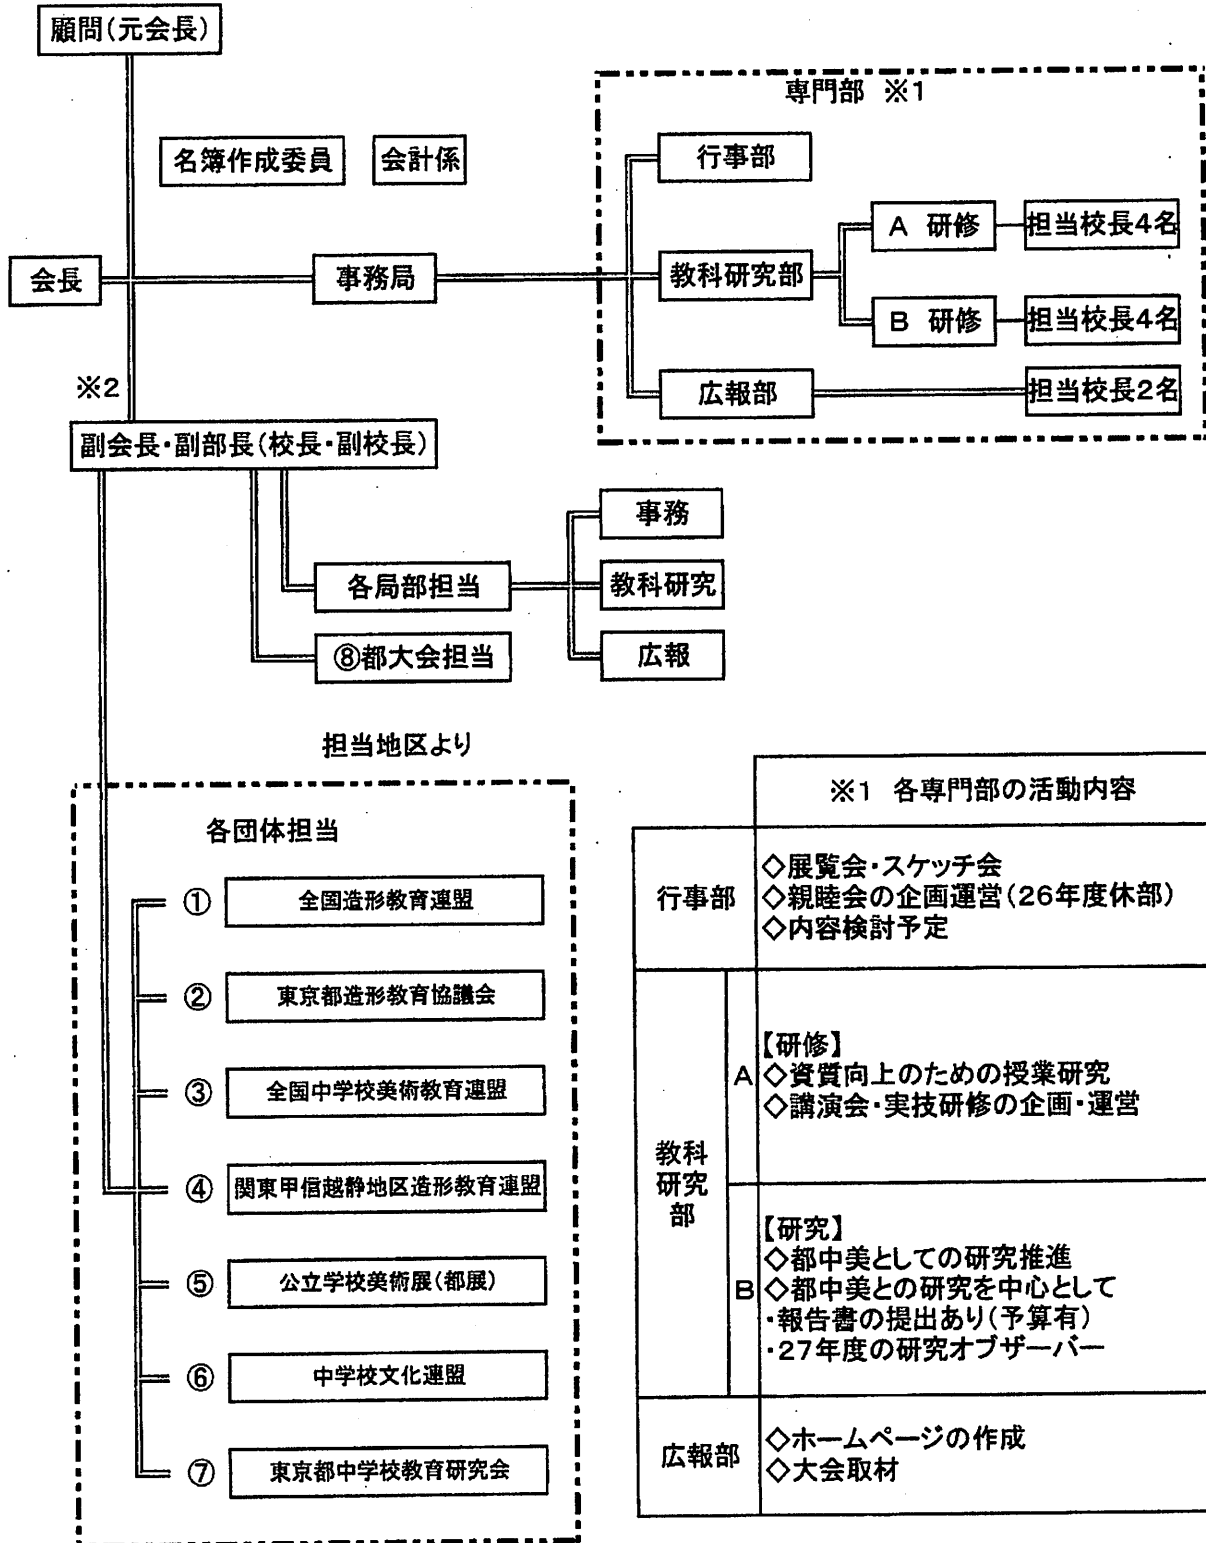 顧問(元会長)
専門部 ※1
名簿作成委員
会計係
行事部
A 研修
担当校長4名
会長
事務局
教科研究部
B 研修
担当校長4名
※2
広報部
担当校長2名
副会長・副部長(校長・副校長)
事務
各局部担当
教科研究
⑧都大会担当
広報
担当地区より
各団体担当
① 全国造形教育連盟
② 東京都造形教育協議会
③ 全国中学校美術教育連盟
④ 関東甲信越静地区造形教育連盟
⑤ 公立学校美術展(都展)
⑥ 中学校文化連盟
⑦ 東京都中学校教育研究会
※1 各専門部の活動内容
行事部
◇展覧会・スケッチ会
◇親睦会の企画運営(26年度休部)
◇内容検討予定
教科
研究
部
A
【研修】
◇資質向上のための授業研究
◇講演会・実技研修の企画・運営
B
【研究】
◇都中美としての研究推進
◇都中美との研究を中心として
・報告書の提出あり(予算有)
・27年度の研究オブザーバー
広報部
◇ホームページの作成
◇大会取材